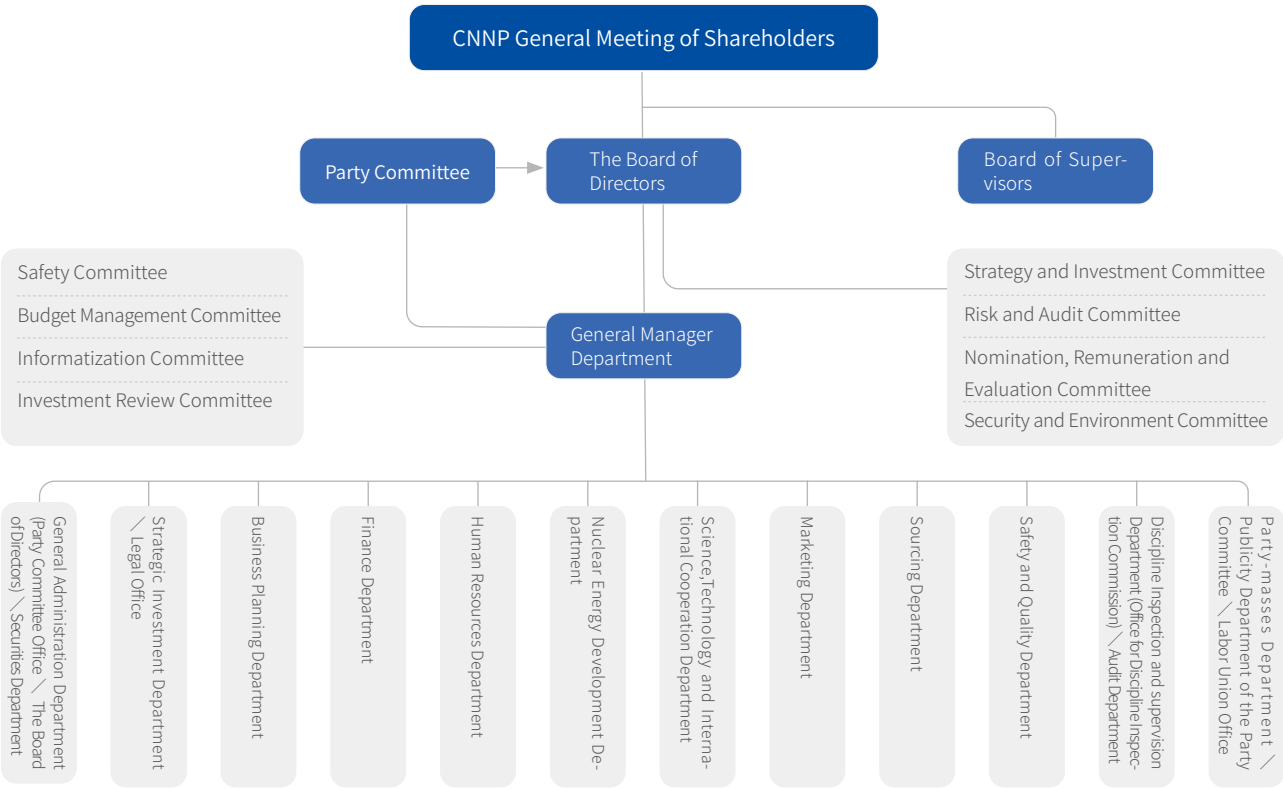 CNNP General Meeting of Shareholders
Party Committee
The Board of
Directors
Board of Super-
visors
Safety Committee
Budget Management Committee
Informatization Committee
Investment Review Committee
General Manager
Department
Strategy and Investment Committee
Risk and Audit Committee
Nomination, Remuneration and
Evaluation Committee
Security and Environment Committee
General Administration Department
(Party Committee Office \ The Board
of Directors) \ Securities Department
Strategic Investment Department
\ Legal Office
Business Planning Department
Finance Department
Human Resources Department
Nuclear Energy Development De-
partment
Science,Technology and Interna-
tional Cooperation Department
Marketing Department
Sourcing Department
Safety and Quality Department
Discipline Inspection and supervision
Department (Office for Discipline Inspec-
tion Commission) \ Audit Department
Party-masses Department \
Publicity Department of the Party
Committee \ Labor Union Office